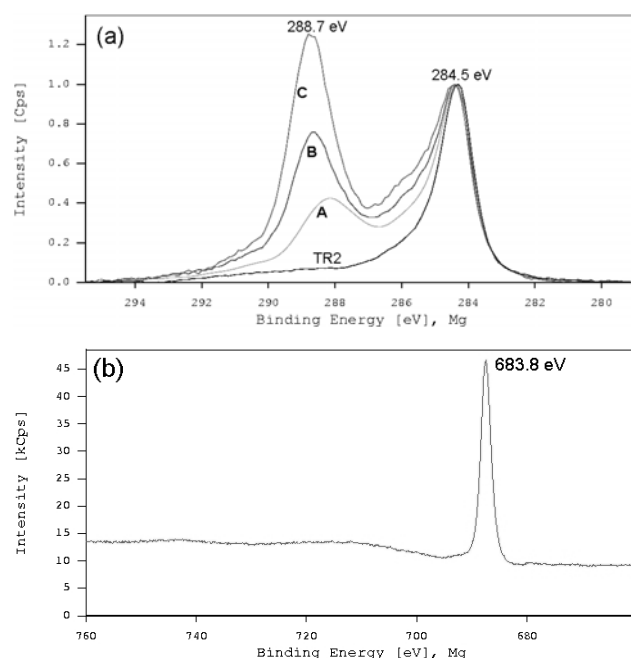 (a)
288.7 eV
284.5 eV
C
B
A
TR2
Intensity [Cps]
1.2
1.0
0.8
0.6
0.4
0.2
0.0
294 292 290 288 286 284 282 280
Binding Energy [eV], Mg
(b)
683.8 eV
Intensity [kCps]
45
40
35
30
25
20
15
10
5
0
760 740 720 700 680
Binding Energy [eV], Mg